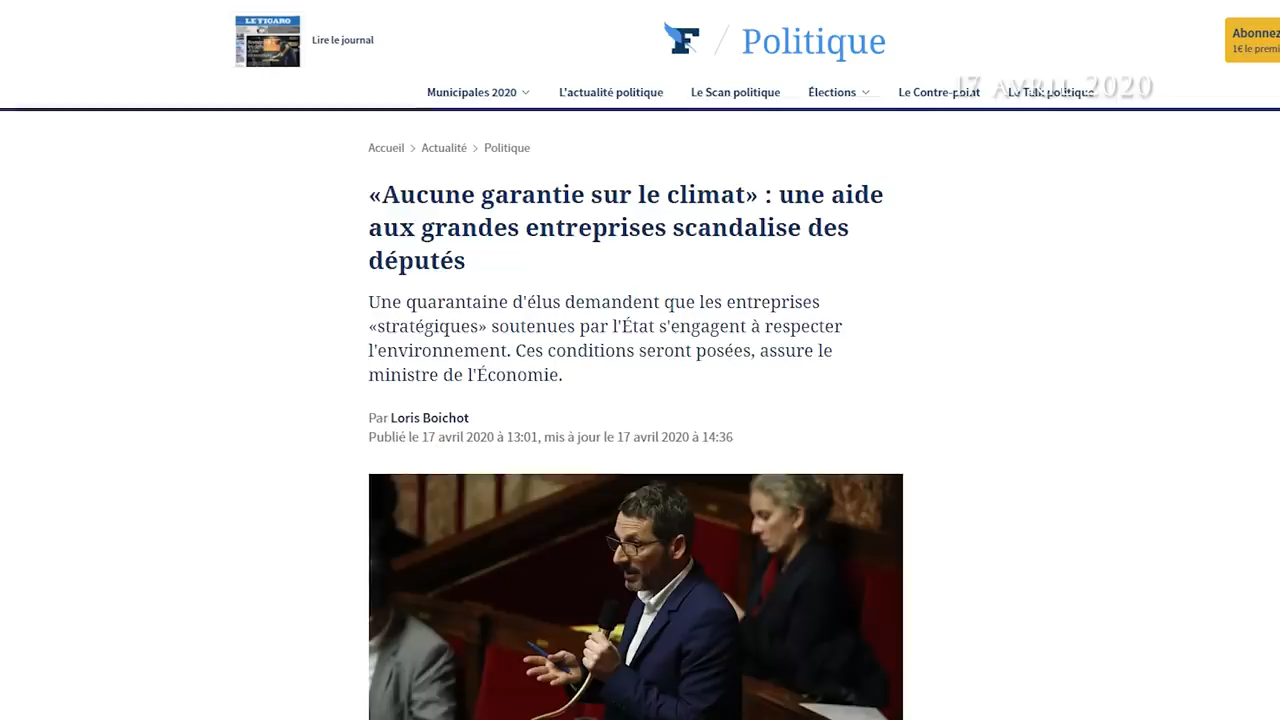 LE FIGARO
Lire le journal
F / Politique
Abonnez
1€ le premi
17 AVRIL 2020
Municipales 2020 L'actualité politique Le Scan politique Élections Le Contre-point Le Talk politique
Accueil > Actualité > Politique
«Aucune garantie sur le climat» : une aide
aux grandes entreprises scandalise des
députés
Une quarantaine d'élus demandent que les entreprises
«stratégiques» soutenues par l'État s'engagent à respecter
l'environnement. Ces conditions seront posées, assure le
ministre de l'Économie.
Par Loris Boichot
Publié le 17 avril 2020 à 13:01, mis à jour le 17 avril 2020 à 14:36